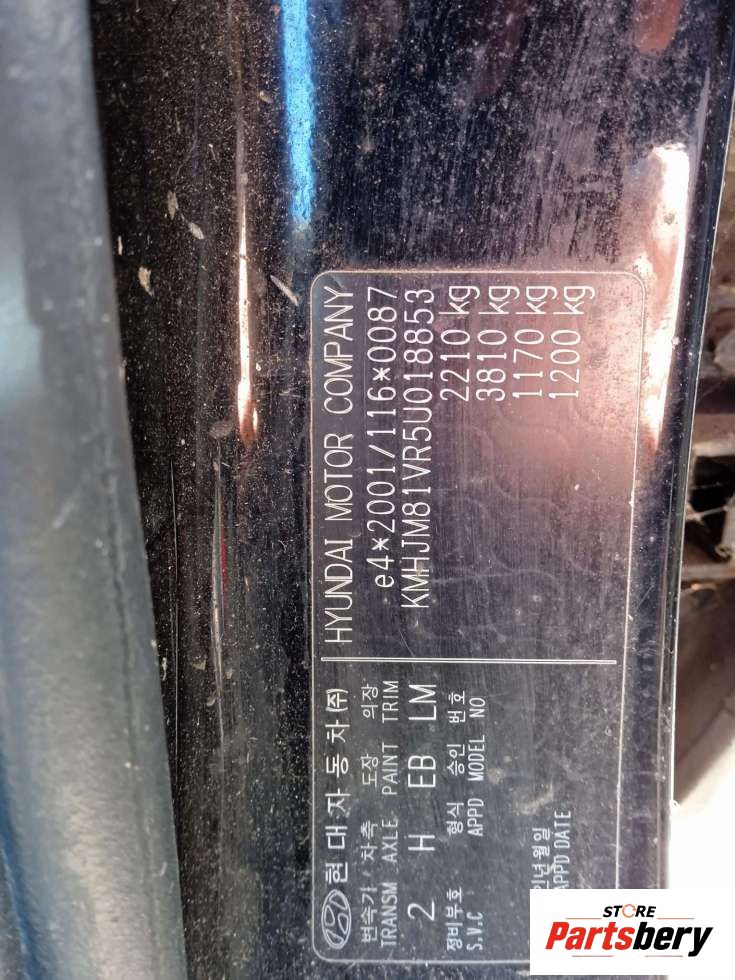 현대자동차(주)
HYUNDAI MOTOR COMPANY
변속기 / 차축 도장 의장
TRANSM AXLE PAINT TRIM
2 H EB LM
정비부호 형식 승인 번호
S.V.C APPD MODEL NO
APPD DATE
e4*2001/116*0087
KMHJM81VR5U018853
2210 kg
3810 kg
1170 kg
1200 kg
STORE
Partsbery